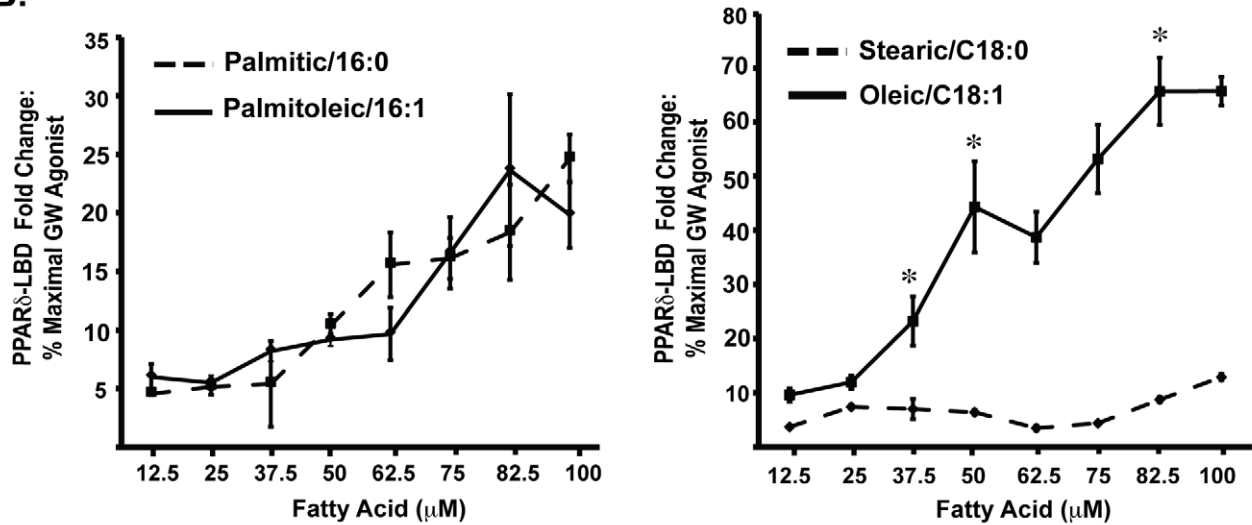 35
30
25
20
15
10
5
PPARδ-LBD Fold Change:
% Maximal GW Agonist
Palmitic/16:0
Palmitoleic/16:1
12.5 25 37.5 50 62.5 75 82.5 100
Fatty Acid (μM)
80
70
60
50
40
30
20
10
PPARδ-LBD Fold Change:
% Maximal GW Agonist
Stearic/C18:0
Oleic/C18:1
*
*
*
12.5 25 37.5 50 62.5 75 82.5 100
Fatty Acid (μM)